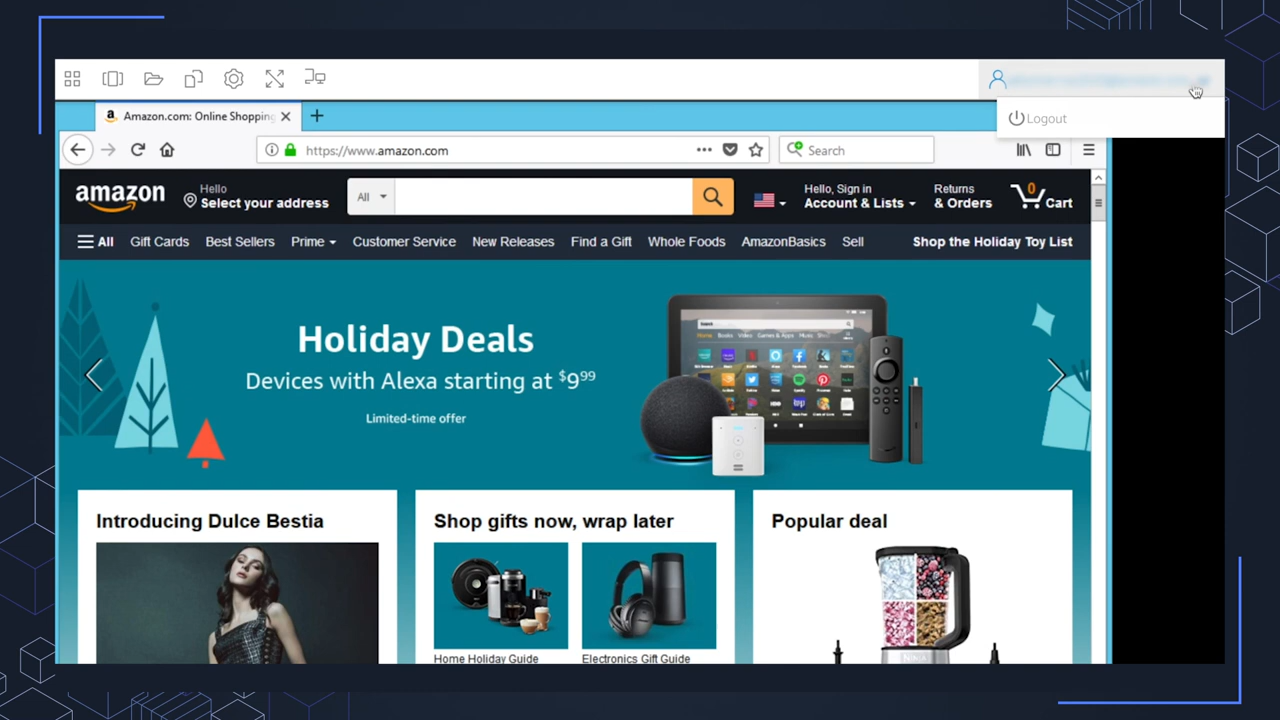 Logout
a Amazon.com: Online Shopping
https://www.amazon.com
Search
amazon
Hello
Select your address
All
Hello, Sign in
Account & Lists
Returns
& Orders
0
Cart
All Gift Cards Best Sellers Prime Customer Service New Releases Find a Gift Whole Foods AmazonBasics Sell Shop the Holiday Toy List
Holiday Deals
Devices with Alexa starting at $9.99
Limited-time offer
Introducing Dulce Bestia
Shop gifts now, wrap later
Popular deal
Home Holiday Guide
Electronics Gift Guide
NINJA